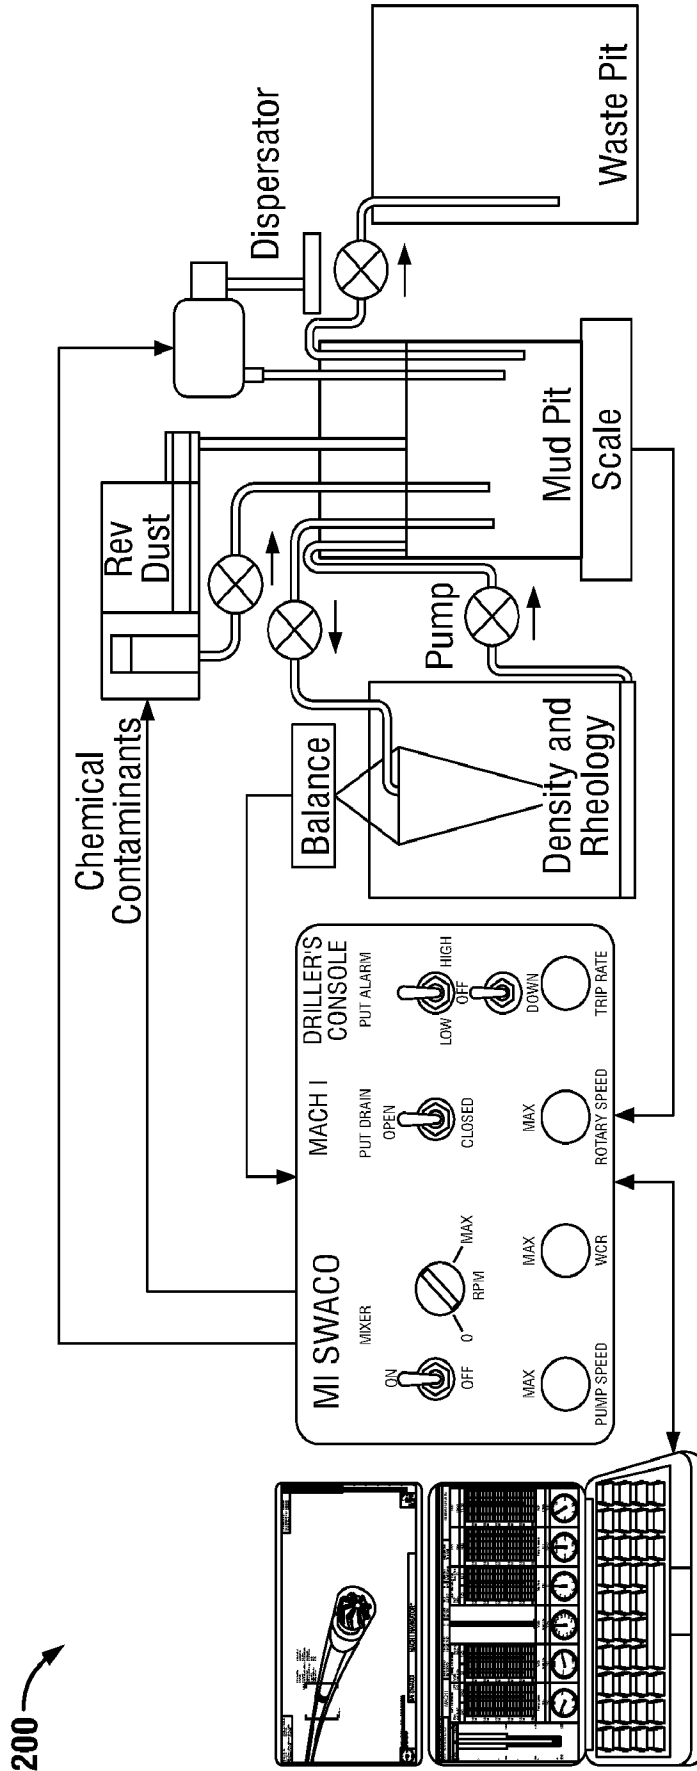 200
MI SWACO
MACH I
DRILLER'S
CONSOLE
MIXER
PUT DRAIN
PUT ALARM
ON
OFF
0
RPM
MAX
OPEN
CLOSED
LOW
HIGH
OFF
DOWN
MAX
PUMP SPEED
MAX
WCR
MAX
ROTARY SPEED
TRIP RATE
Chemical
Contaminants
Rev
Dust
Dispersator
Balance
Density and
Rheology
Pump
Mud Pit
Scale
Waste Pit